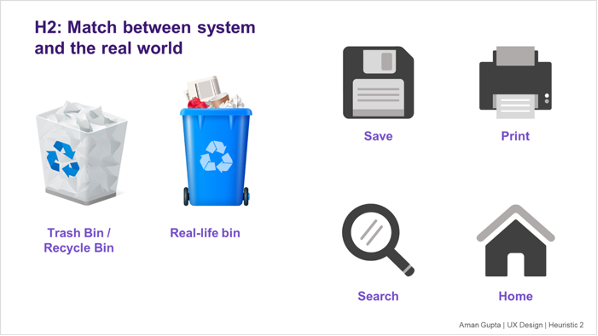 H2: Match between system
and the real world
Trash Bin /
Recycle Bin
Real-life bin
Save
Print
Search
Home
Aman Gupta | UX Design | Heuristic 2